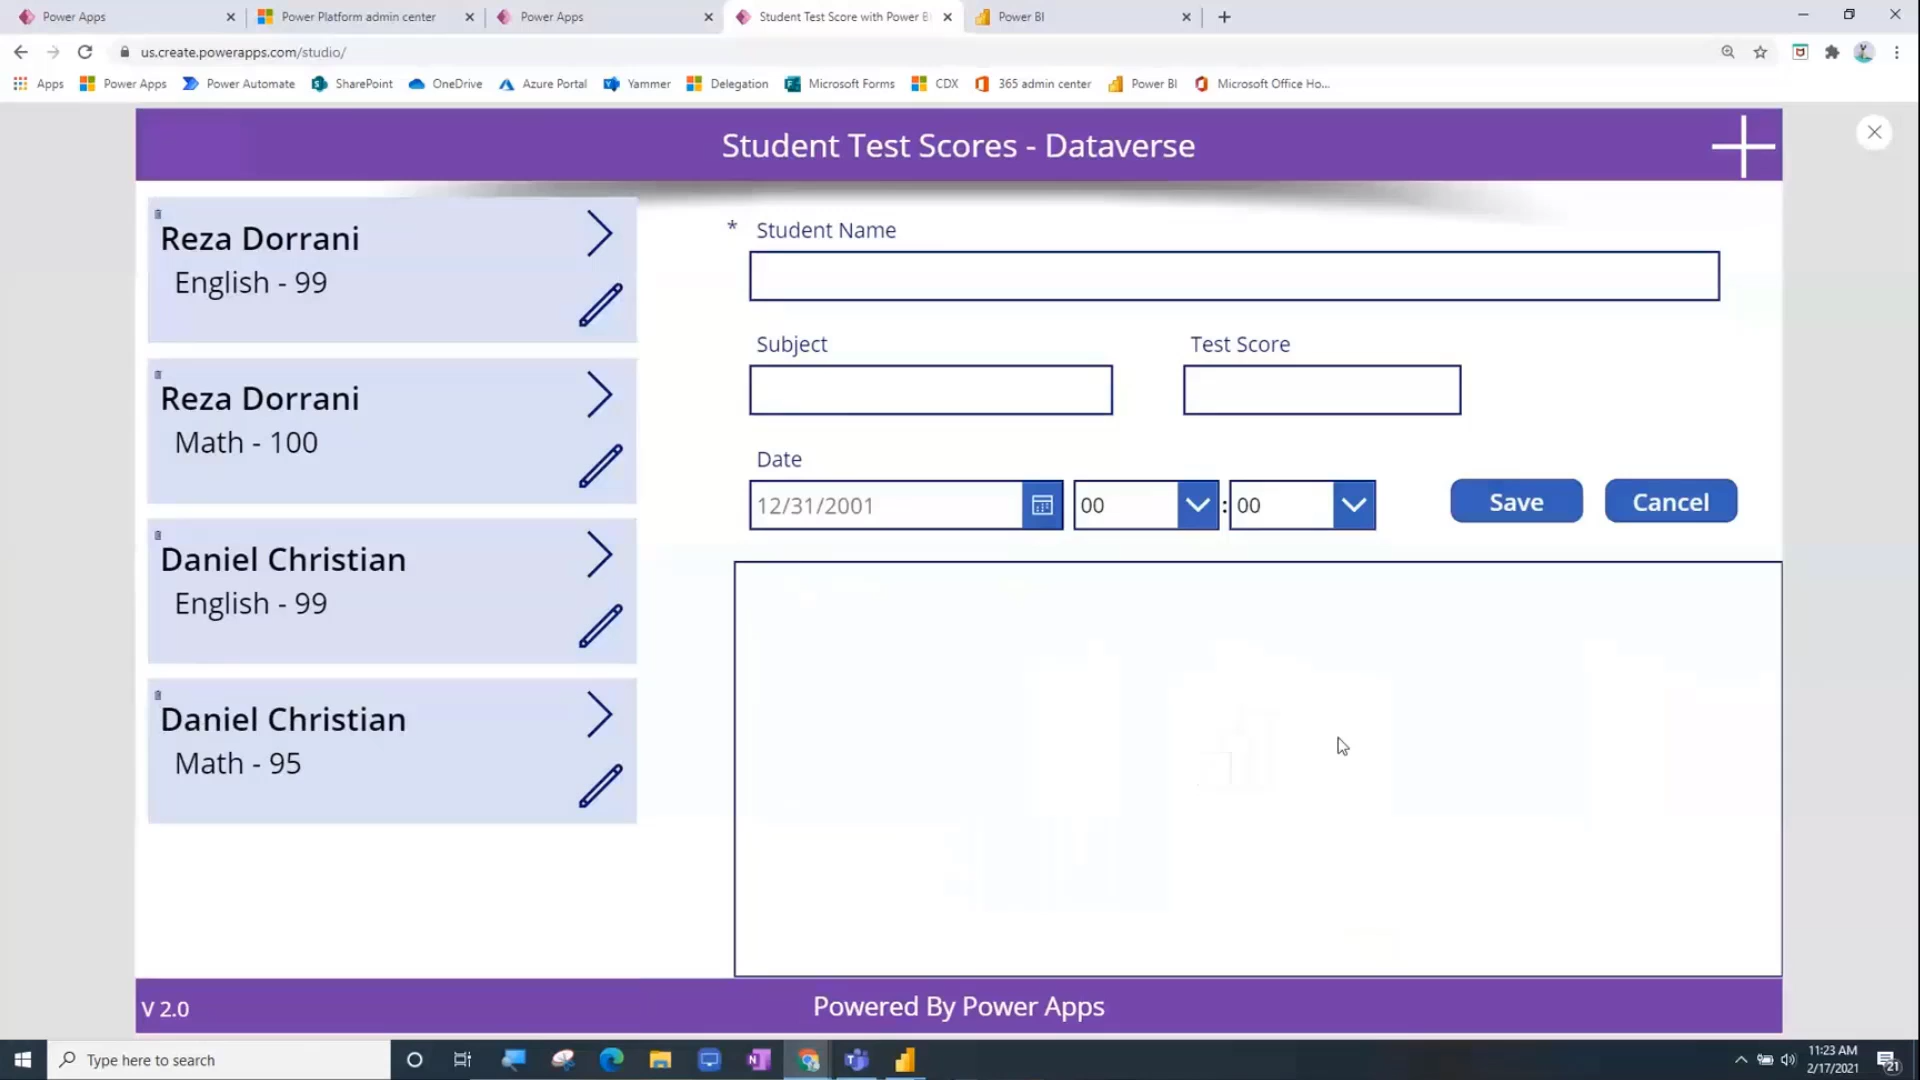 Power Apps
Power Platform admin center
Power Apps
Student Test Score with Power B
Power BI
us.create.powerapps.com/studio/
Apps
Power Apps
Power Automate
SharePoint
OneDrive
Azure Portal
Yammer
Delegation
Microsoft Forms
CDX
365 admin center
Power BI
Microsoft Office Ho...
Student Test Scores - Dataverse
Reza Dorrani
English - 99
Reza Dorrani
Math - 100
Daniel Christian
English - 99
Daniel Christian
Math - 95
* Student Name
Subject
Test Score
Date
12/31/2001
00
:
00
Save
Cancel
V 2.0
Powered By Power Apps
Type here to search
11:23 AM
2/17/2021
21